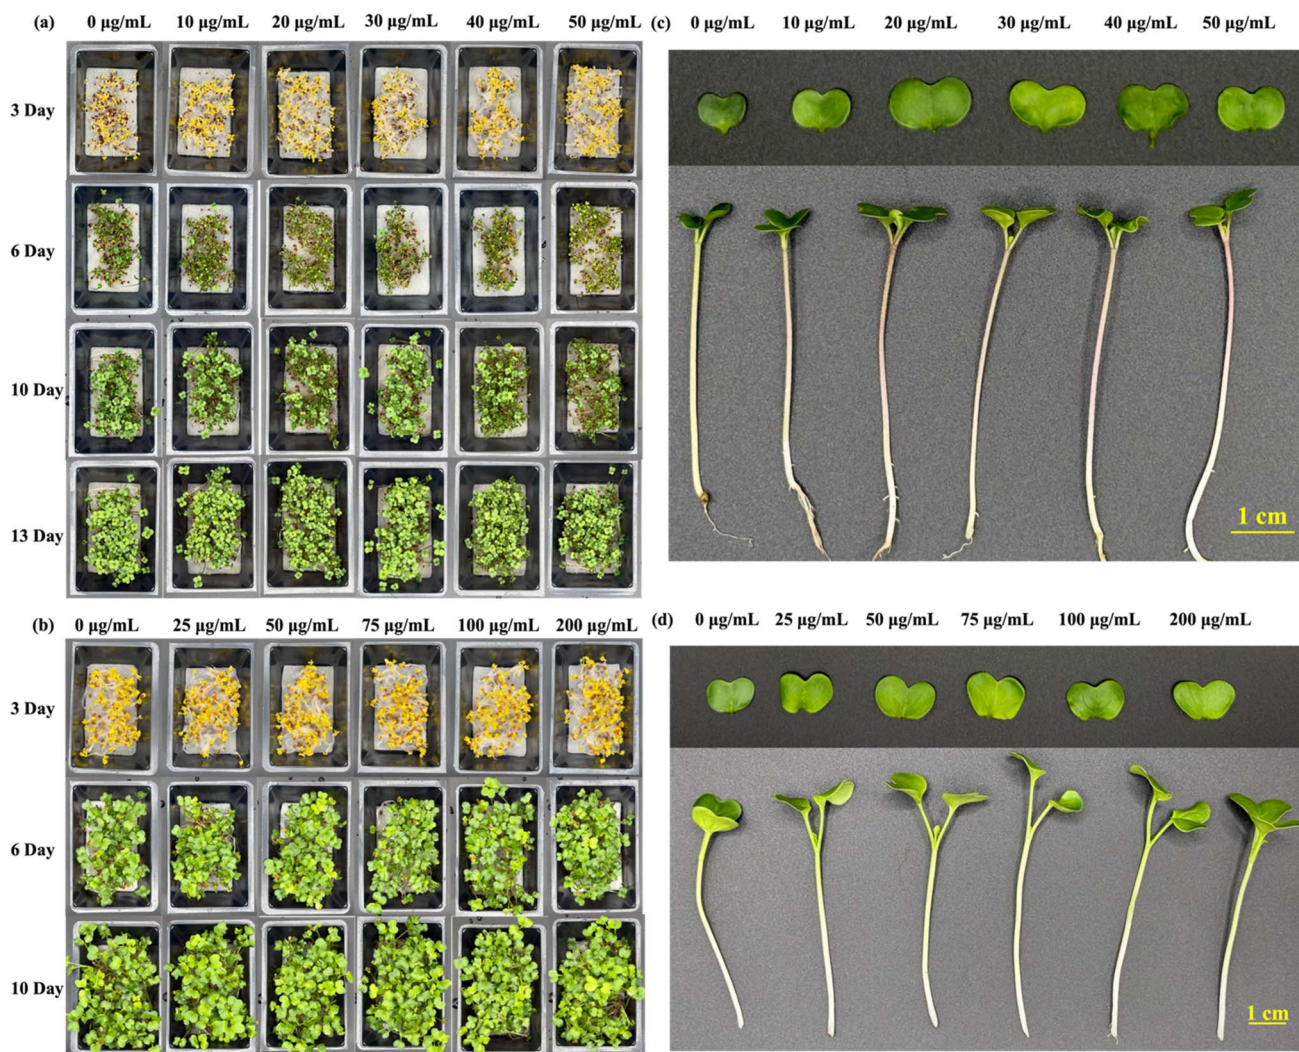 (a) 0 μg/mL 10 μg/mL 20 μg/mL 30 μg/mL 40 μg/mL 50 μg/mL
3 Day
6 Day
10 Day
13 Day
(b) 0 μg/mL 25 μg/mL 50 μg/mL 75 μg/mL 100 μg/mL 200 μg/mL
3 Day
6 Day
10 Day
(c) 0 μg/mL 10 μg/mL 20 μg/mL 30 μg/mL 40 μg/mL 50 μg/mL
1 cm
(d) 0 μg/mL 25 μg/mL 50 μg/mL 75 μg/mL 100 μg/mL 200 μg/mL
1 cm